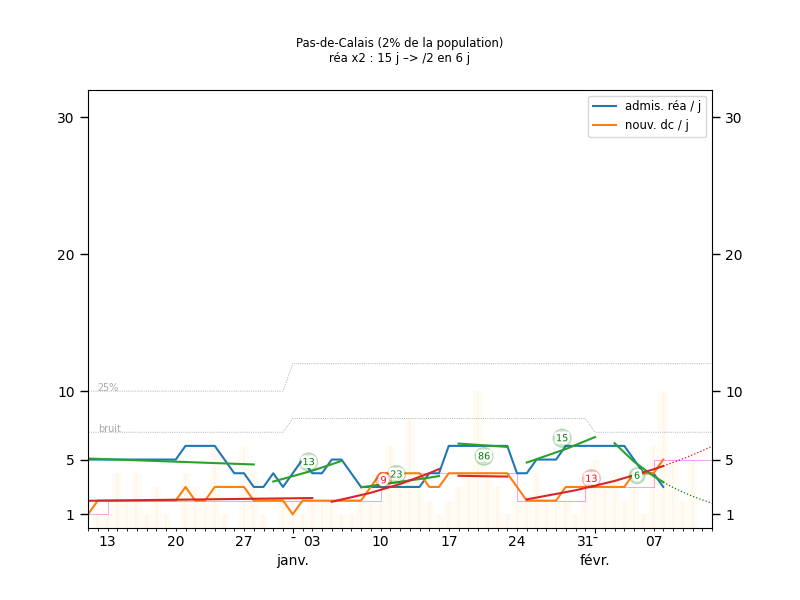 Pas-de-Calais (2% de la population)
réa x2 : 15 j –> /2 en 6 j
admis. réa / j
nouv. dc / j
30 30
20 20
25%
10 10
bruit
15
86
13
5 5
23
9 13 6
1 1
13 20 27 03 10 17 24 31 07
janv. févr.